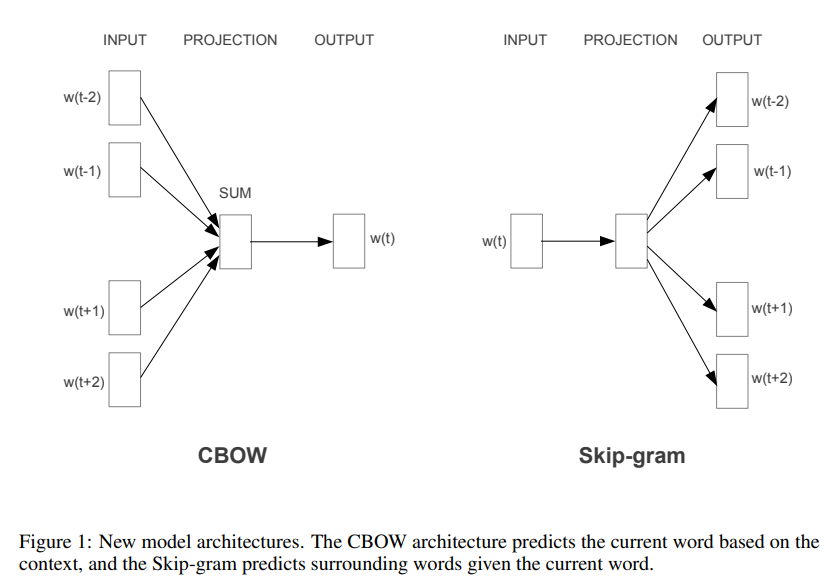 INPUT PROJECTION OUTPUT
w(t-2)
w(t-1)
SUM
w(t)
w(t+1)
w(t+2)
CBOW
INPUT PROJECTION OUTPUT
w(t-2)
w(t-1)
w(t)
w(t+1)
w(t+2)
Skip-gram
Figure 1: New model architectures. The CBOW architecture predicts the current word based on the
context, and the Skip-gram predicts surrounding words given the current word.